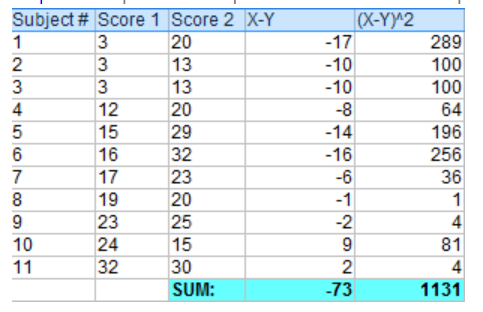 Subject # Score 1 Score 2 X-Y (X-Y)^2
1 3 20 -17 289
2 3 13 -10 100
3 3 13 -10 100
4 12 20 -8 64
5 15 29 -14 196
6 16 32 -16 256
7 17 23 -6 36
8 19 20 -1 1
9 23 25 -2 4
10 24 15 9 81
11 32 30 2 4
SUM: -73 1131